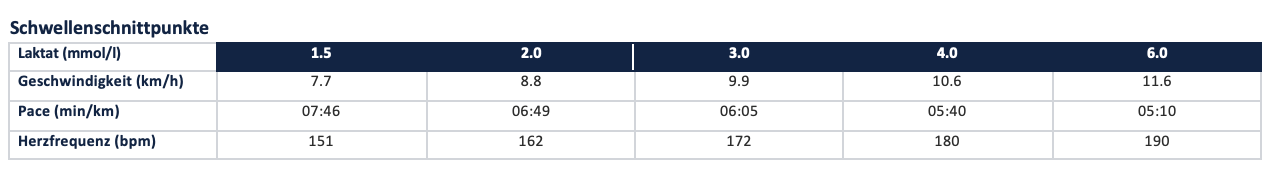 Schwellenschnittpunkte
Laktat (mmol/l) 1.5 2.0 3.0 4.0 6.0
Geschwindigkeit (km/h) 7.7 8.8 9.9 10.6 11.6
Pace (min/km) 07:46 06:49 06:05 05:40 05:10
Herzfrequenz (bpm) 151 162 172 180 190